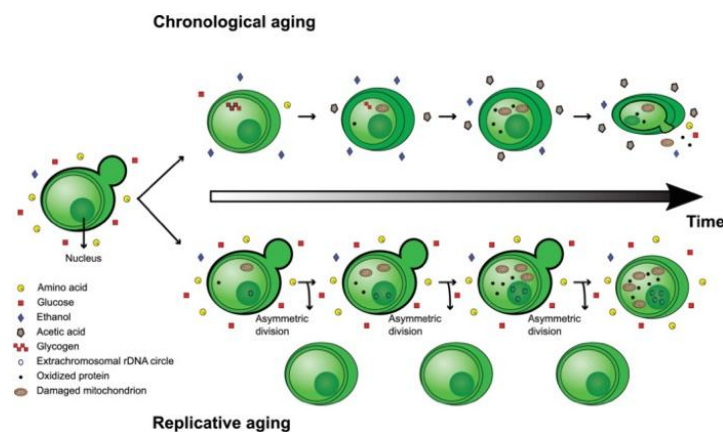 Chronological aging
Time
Nucleus
Amino acid
Glucose
Ethanol
Acetic acid
Glycogen
Extrachromosomal rDNA circle
Oxidized protein
Damaged mitochondrion
Asymmetric
division
Asymmetric
division
Asymmetric
division
Replicative aging